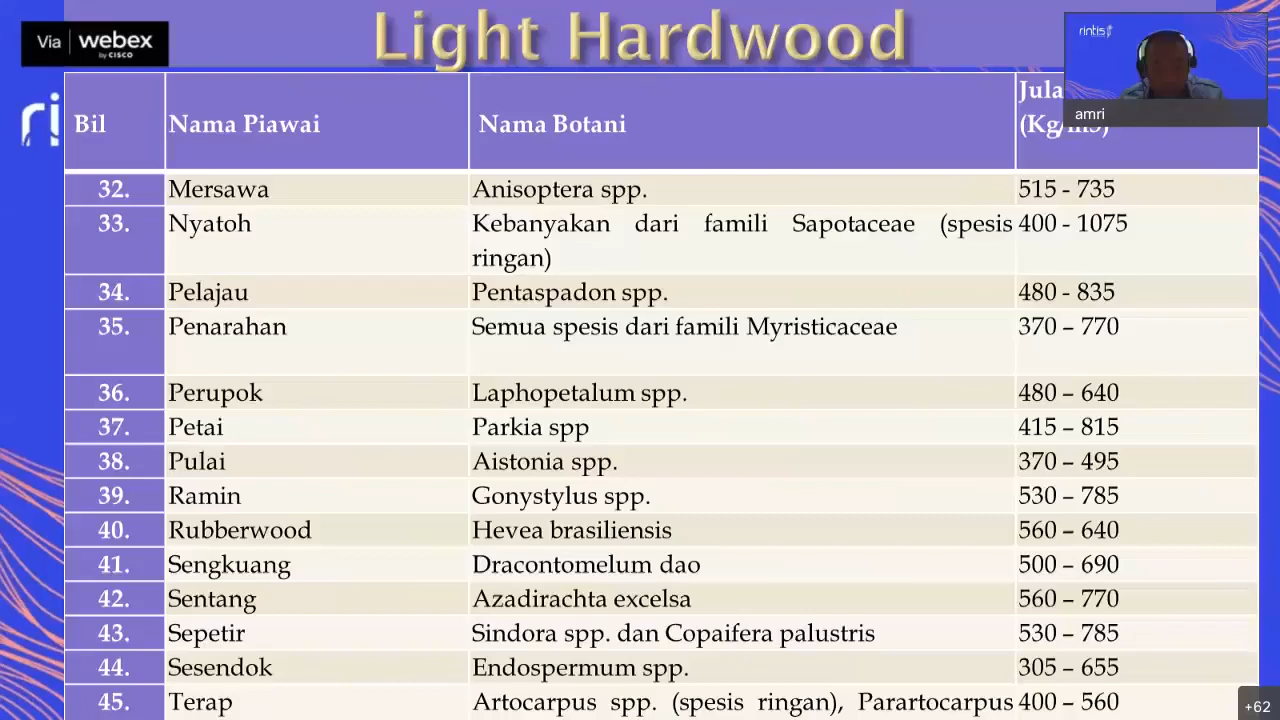 Light Hardwood
Via webex
by CISCO
rintis
amri
ri
Bil Nama Piawai Nama Botani Jula
(Kg/m3)
32. Mersawa Anisoptera spp. 515 - 735
33. Nyatoh Kebanyakan dari famili Sapotaceae (spesis 400 - 1075
ringan)
34. Pelajau Pentaspadon spp. 480 - 835
35. Penarahan Semua spesis dari famili Myristicaceae 370 – 770
36. Perupok Laphopetalum spp. 480 – 640
37. Petai Parkia spp 415 – 815
38. Pulai Aistonia spp. 370 – 495
39. Ramin Gonystylus spp. 530 – 785
40. Rubberwood Hevea brasiliensis 560 – 640
41. Sengkuang Dracontomelum dao 500 – 690
42. Sentang Azadirachta excelsa 560 – 770
43. Sepetir Sindora spp. dan Copaifera palustris 530 – 785
44. Sesendok Endospermum spp. 305 – 655
45. Terap Artocarpus spp. (spesis ringan), Parartocarpus 400 – 560
+62